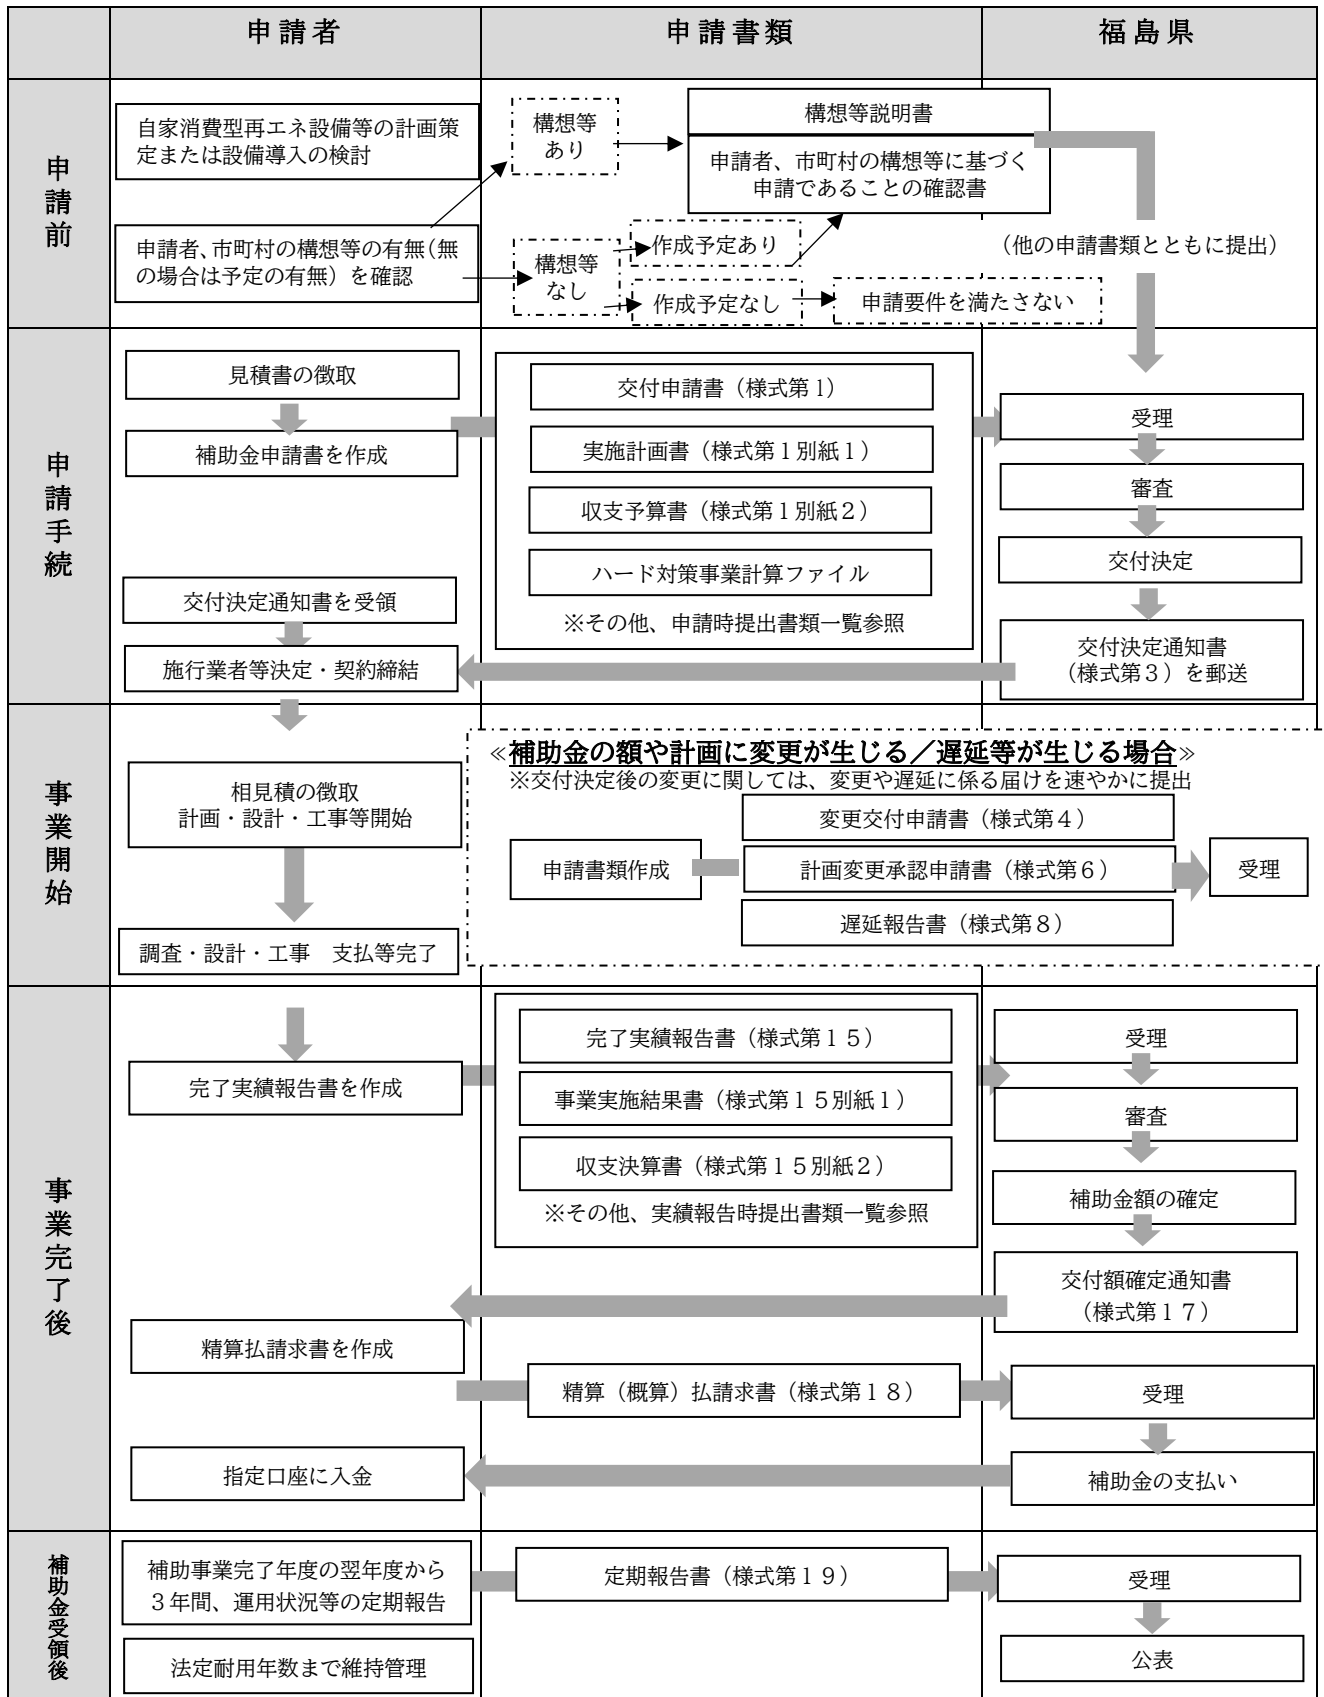 申請者
申請書類
福島県
申請前
自家消費型再エネ設備等の計画策
定または設備導入の検討
申請者、市町村の構想等の有無（無
の場合は予定の有無）を確認
構想等
あり
構想等説明書
申請者、市町村の構想等に基づく
申請であることの確認書
構想等
なし
作成予定あり
作成予定なし
申請要件を満たさない
（他の申請書類とともに提出）
申請手続
見積書の徴取
補助金申請書を作成
交付決定通知書を受領
施行業者等決定・契約締結
交付申請書（様式第１）
実施計画書（様式第１別紙１）
収支予算書（様式第１別紙２）
ハード対策事業計算ファイル
※その他、申請時提出書類一覧参照
受理
審査
交付決定
交付決定通知書
（様式第３）を郵送
事業開始
相見積の徴取
計画・設計・工事等開始
調査・設計・工事　支払等完了
≪補助金の額や計画に変更が生じる／遅延等が生じる場合≫
※交付決定後の変更に関しては、変更や遅延に係る届けを速やかに提出
申請書類作成
変更交付申請書（様式第４）
計画変更承認申請書（様式第６）
遅延報告書（様式第８）
受理
事業完了後
完了実績報告書を作成
精算払請求書を作成
指定口座に入金
完了実績報告書（様式第１５）
事業実施結果書（様式第１５別紙１）
収支決算書（様式第１５別紙２）
※その他、実績報告時提出書類一覧参照
精算（概算）払請求書（様式第１８）
受理
審査
補助金額の確定
交付額確定通知書
（様式第１７）
受理
補助金の支払い
補助金受領後
補助事業完了年度の翌年度から
３年間、運用状況等の定期報告
法定耐用年数まで維持管理
定期報告書（様式第１９）
受理
公表